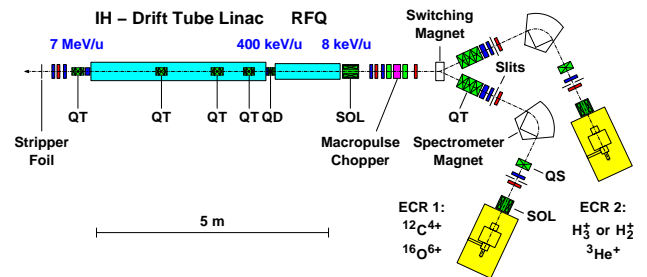 IH – Drift Tube Linac RFQ
Switching
Magnet
7 MeV/u 400 keV/u 8 keV/u
Slits
QT QT QT QT QD SOL QT
Stripper
Foil
Macropulse
Chopper
Spectrometer
Magnet
QS
SOL
5 m
ECR 1:
¹²C⁴⁺
¹⁶O⁶⁺
ECR 2:
H₃⁺ or H₂⁺
³He⁺